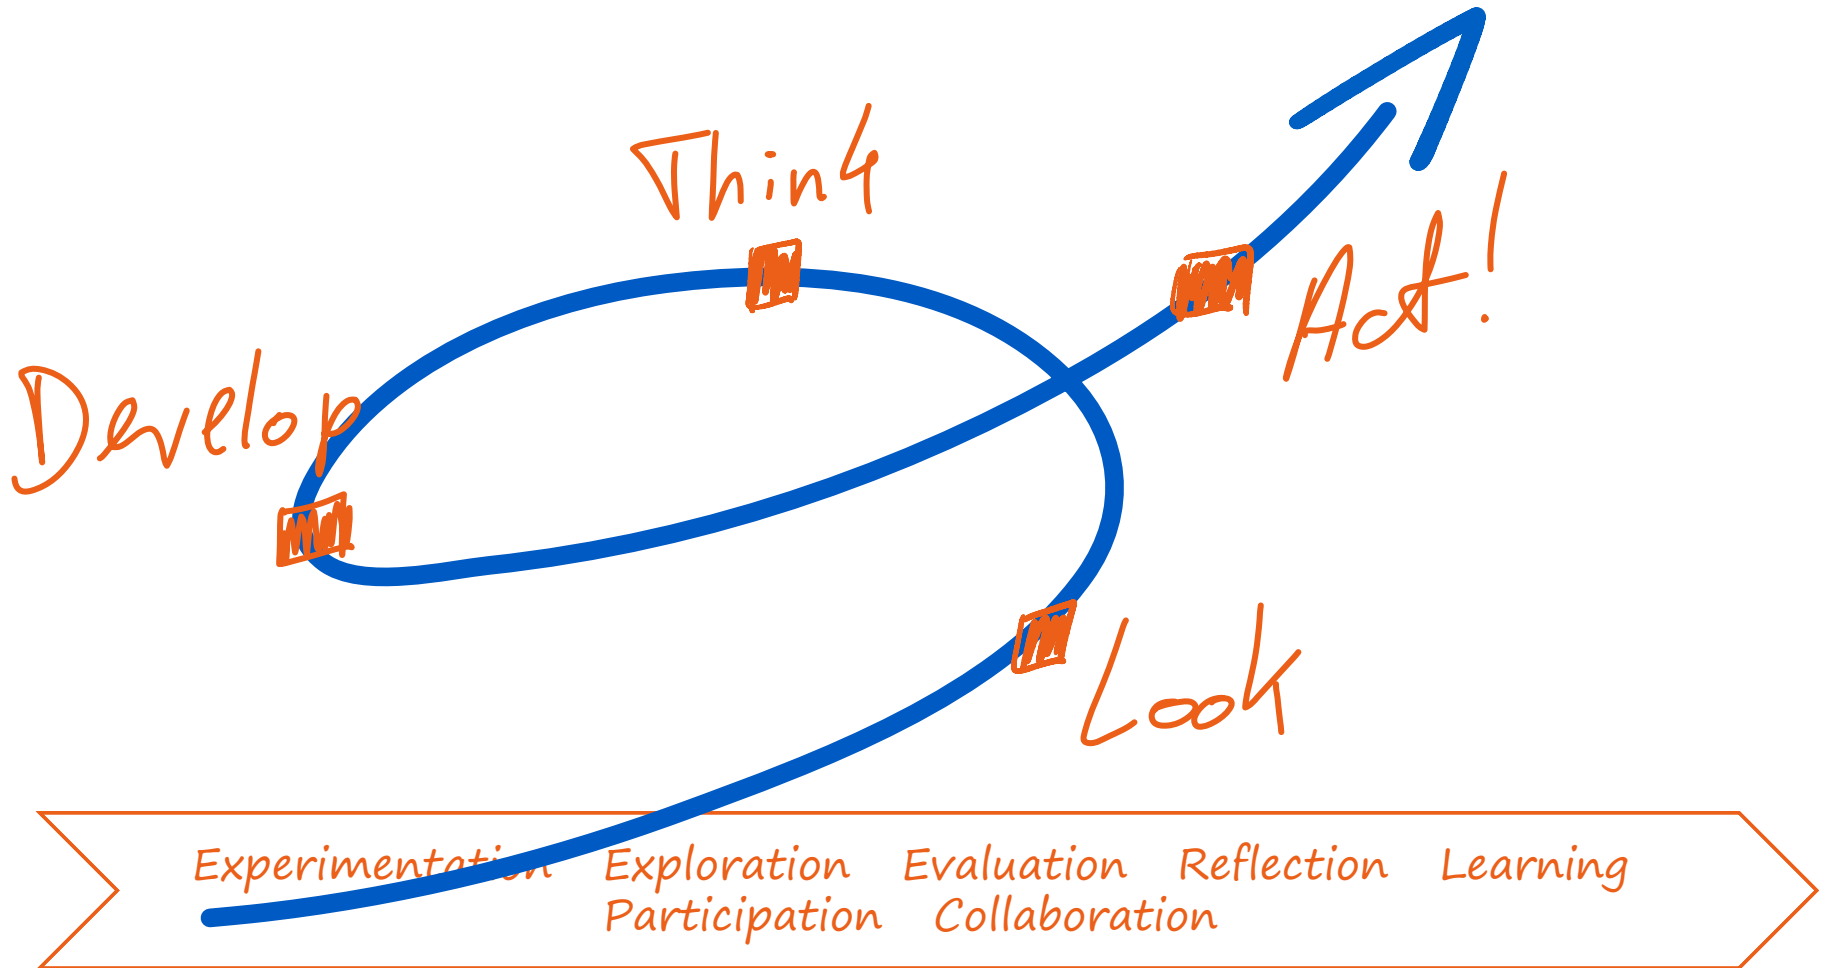 Think
Act!
Develop
Look
Experimentation Exploration Evaluation Reflection Learning
Participation Collaboration